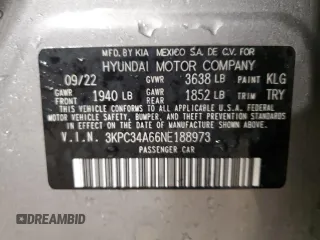 MFD. BY KIA MEXICO S.A. DE C.V. FOR
HYUNDAI MOTOR COMPANY
09/22 GVWR 3638 LB PAINT KLG
GAWR FRONT 1940 LB GAWR REAR 1852 LB TRIM TRY
THIS VEHICLE CONFORMS TO ALL APPLICABLE FEDERAL
MOTOR VEHICLE SAFETY, BUMPER, AND THEFT PREVENTION
STANDARDS IN EFFECT ON THE DATE OF MANUFACTURE SHOWN ABOVE.
V.I.N. 3KPC34A66NE188973
PASSENGER CAR
DREAMBID